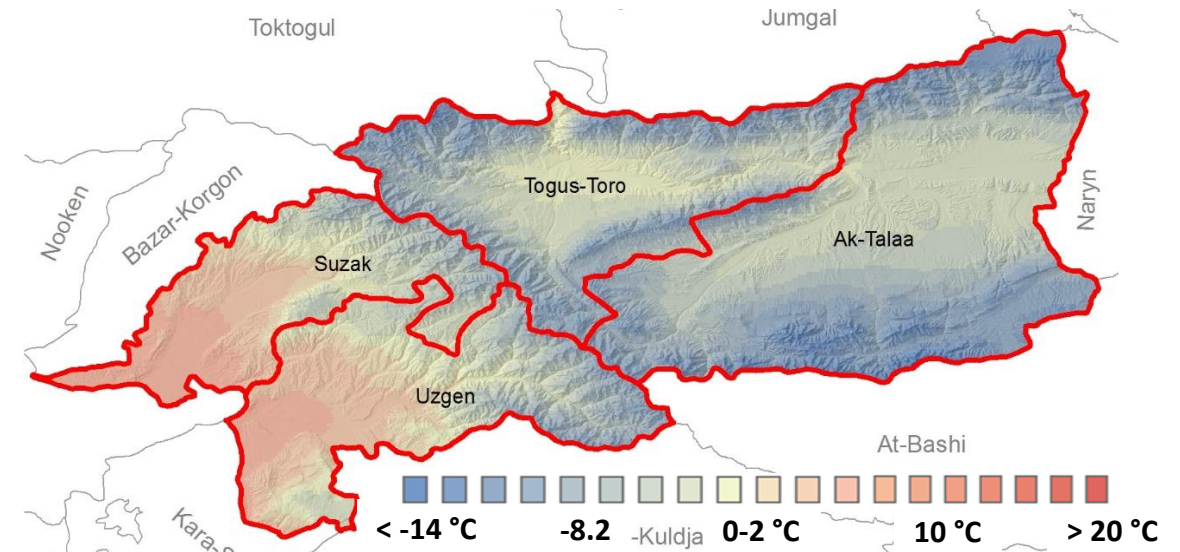 Toktogul
Jumgal
Nooken
Bazar-Korgon
Togus-Toro
Naryn
Ak-Talaa
Suzak
Uzgen
At-Bashi
Kara-S
-Kuldja
< -14 °C
-8.2
0-2 °C
10 °C
> 20 °C